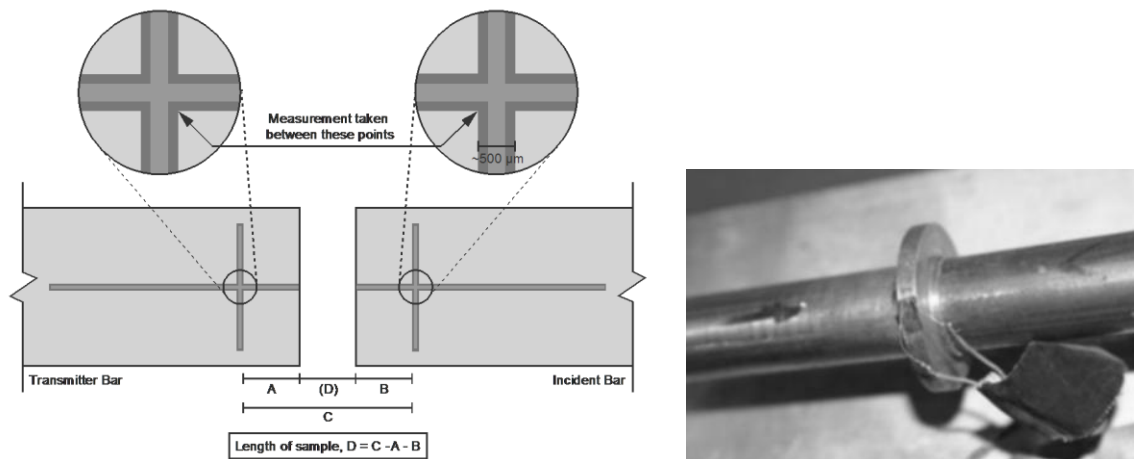 Measurement taken
between these points
~500 µm
Transmitter Bar
Incident Bar
A
(D)
B
C
Length of sample, D = C -A - B